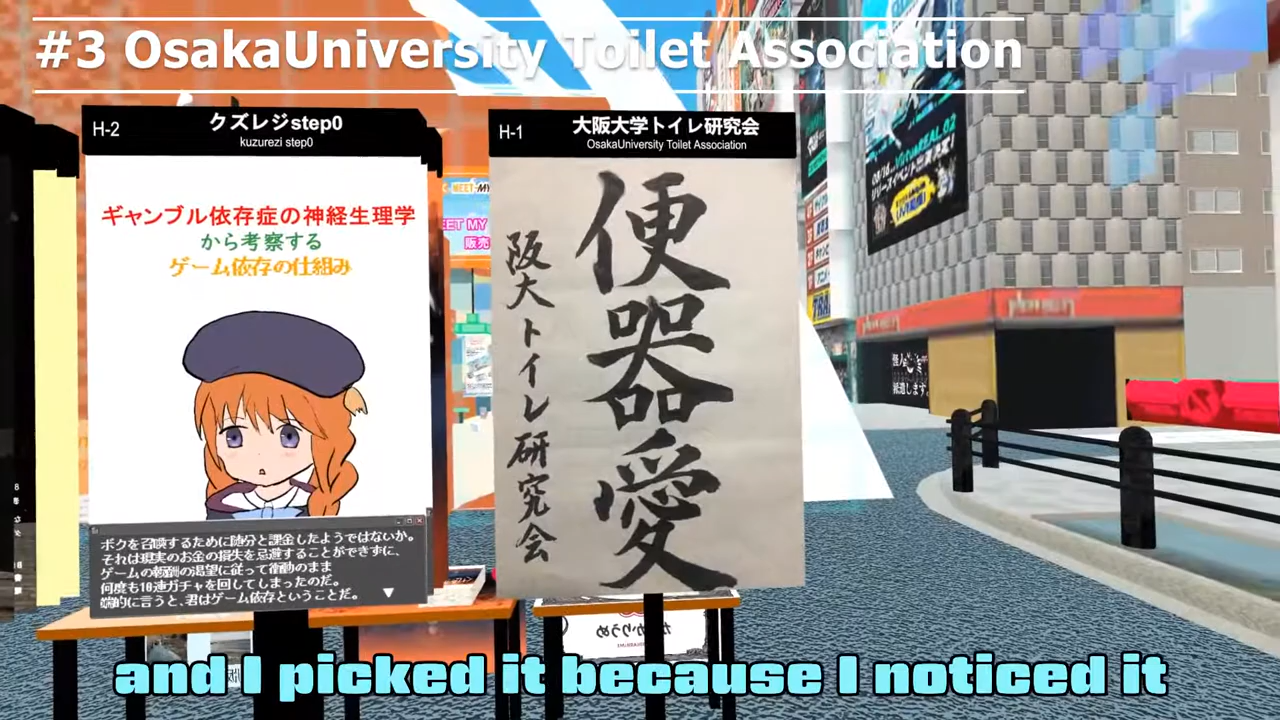 #3 OsakaUniversity Toilet Association
H-2
クズレジstep0
kuzurezi step0
ギャンブル依存症の神経生理学
から考察する
ゲーム依存の仕組み
ボクを召喚するために随分と課金したようではないか。
それは現実のお金の損失を忌避することができずに、
ゲームの報酬の渇望に従って衝動のまま
何度も10連ガチャを回してしまったのだ。
端的に言うと、君はゲーム依存ということだ。
H-1
大阪大学トイレ研究会
OsakaUniversity Toilet Association
便器愛
阪大トイレ研究会
and I picked it because I noticed it